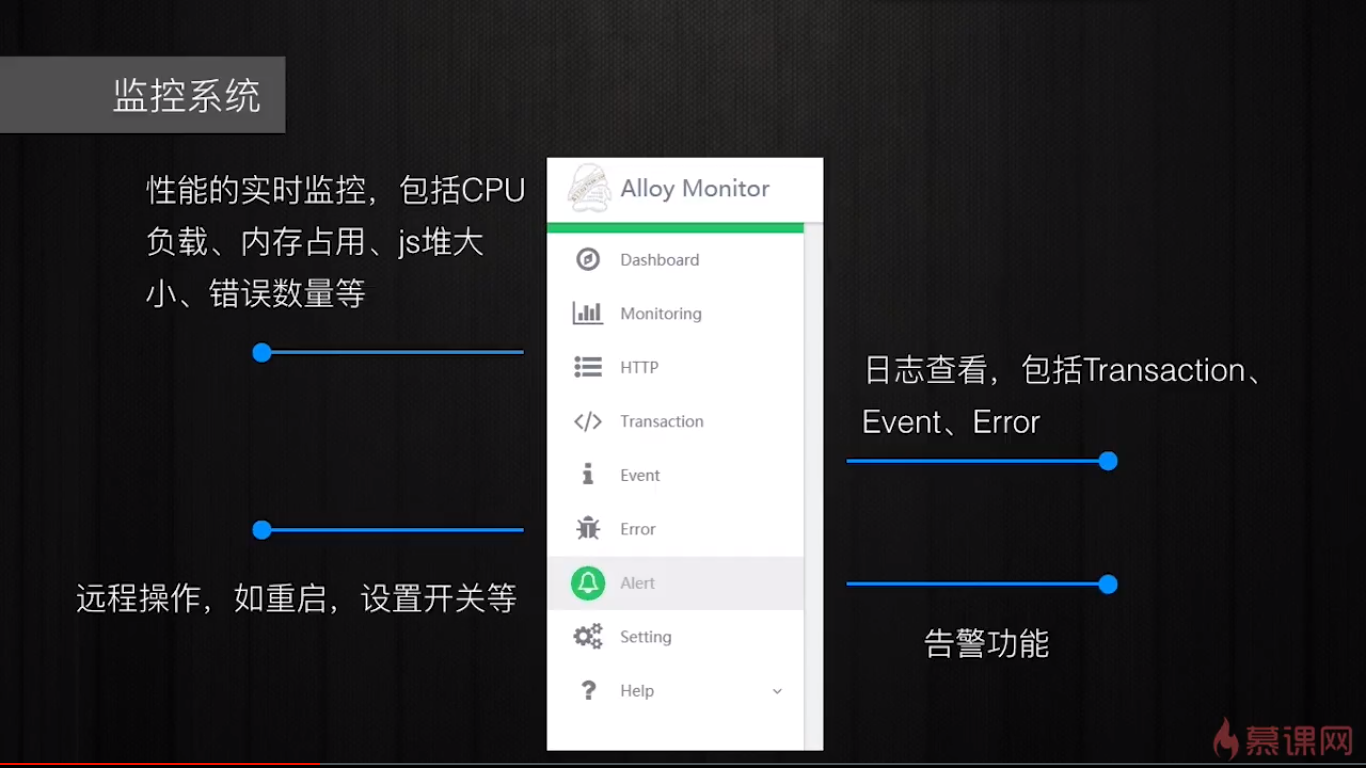 监控系统
性能的实时监控，包括CPU
负载、内存占用、js堆大
小、错误数量等
远程操作，如重启，设置开关等
Alloy Monitor
Dashboard
Monitoring
HTTP
Transaction
Event
Error
Alert
Setting
Help
日志查看，包括Transaction、
Event、Error
告警功能
慕课网